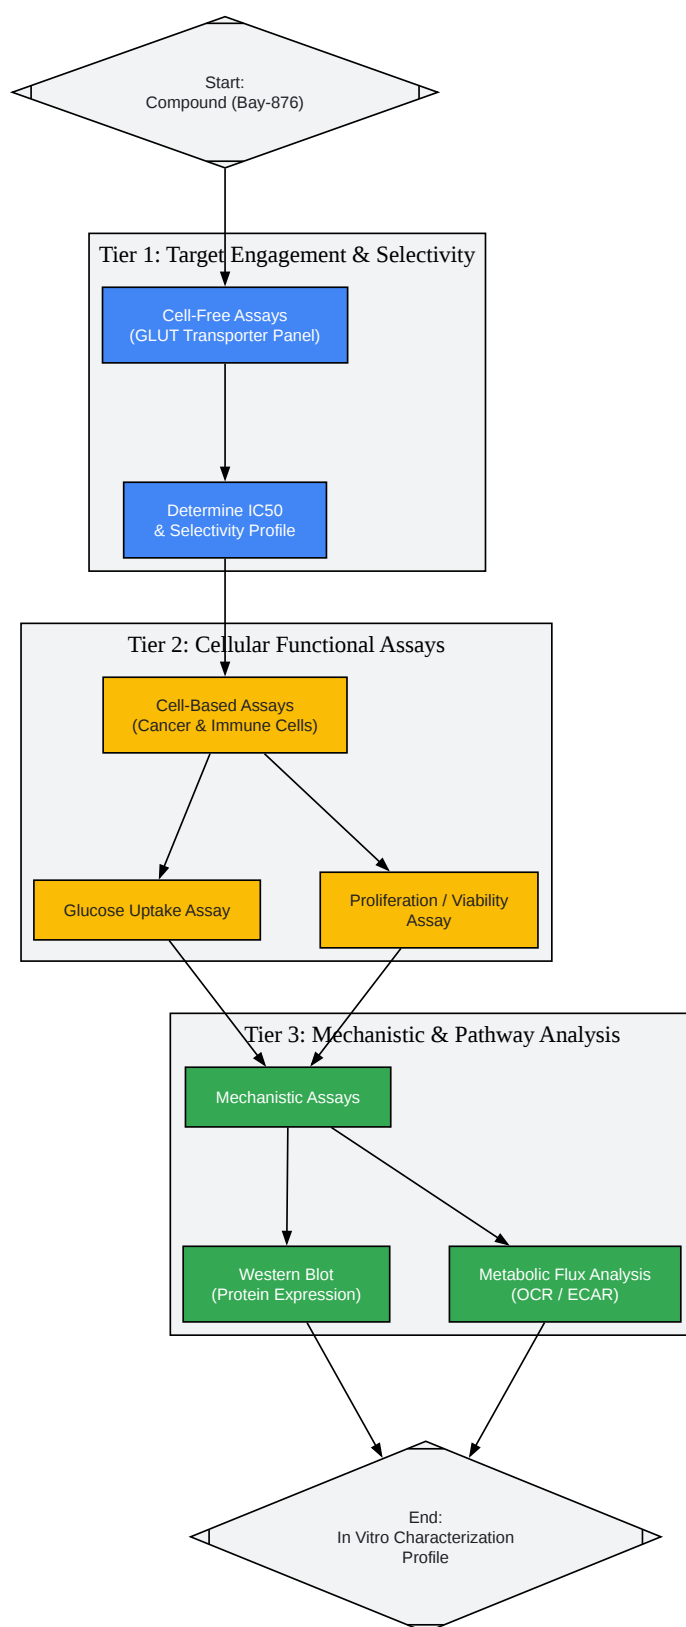 Start:
Compound (Bay-876)
Tier 1: Target Engagement & Selectivity
Cell-Free Assays
(GLUT Transporter Panel)
Determine IC50
& Selectivity Profile
Tier 2: Cellular Functional Assays
Cell-Based Assays
(Cancer & Immune Cells)
Glucose Uptake Assay
Proliferation / Viability
Assay
Tier 3: Mechanistic & Pathway Analysis
Mechanistic Assays
Western Blot
(Protein Expression)
Metabolic Flux Analysis
(OCR / ECAR)
End:
In Vitro Characterization
Profile